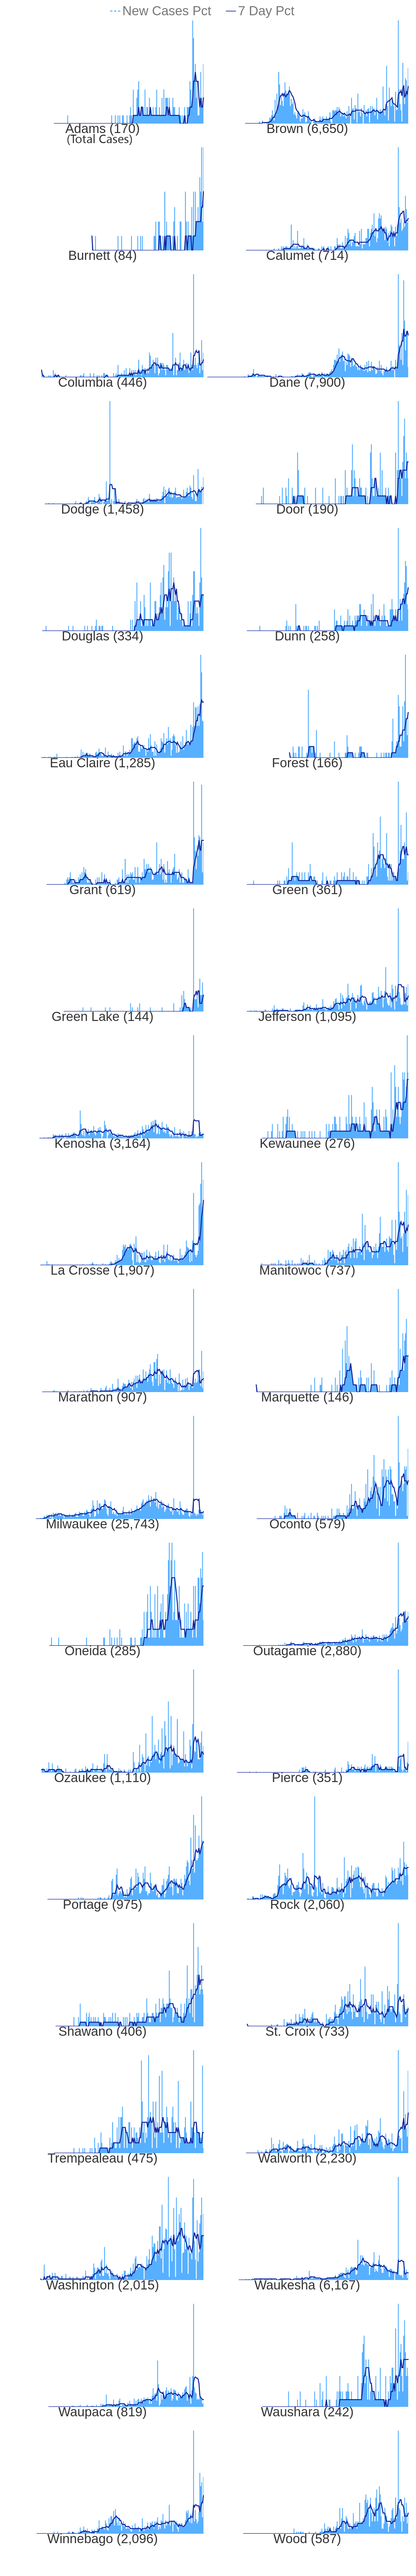 New Cases Pct 7 Day Pct
Adams (170) Brown (6,650)
(Total Cases)
Burnett (84) Calumet (714)
Columbia (446) Dane (7,900)
Dodge (1,458) Door (190)
Douglas (334) Dunn (258)
Eau Claire (1,285) Forest (166)
Grant (619) Green (361)
Green Lake (144) Jefferson (1,095)
Kenosha (3,164) Kewaunee (276)
La Crosse (1,907) Manitowoc (737)
Marathon (907) Marquette (146)
Milwaukee (25,743) Oconto (579)
Oneida (285) Outagamie (2,880)
Ozaukee (1,110) Pierce (351)
Portage (975) Rock (2,060)
Shawano (406) St. Croix (733)
Trempealeau (475) Walworth (2,230)
Washington (2,015) Waukesha (6,167)
Waupaca (819) Waushara (242)
Winnebago (2,096) Wood (587)